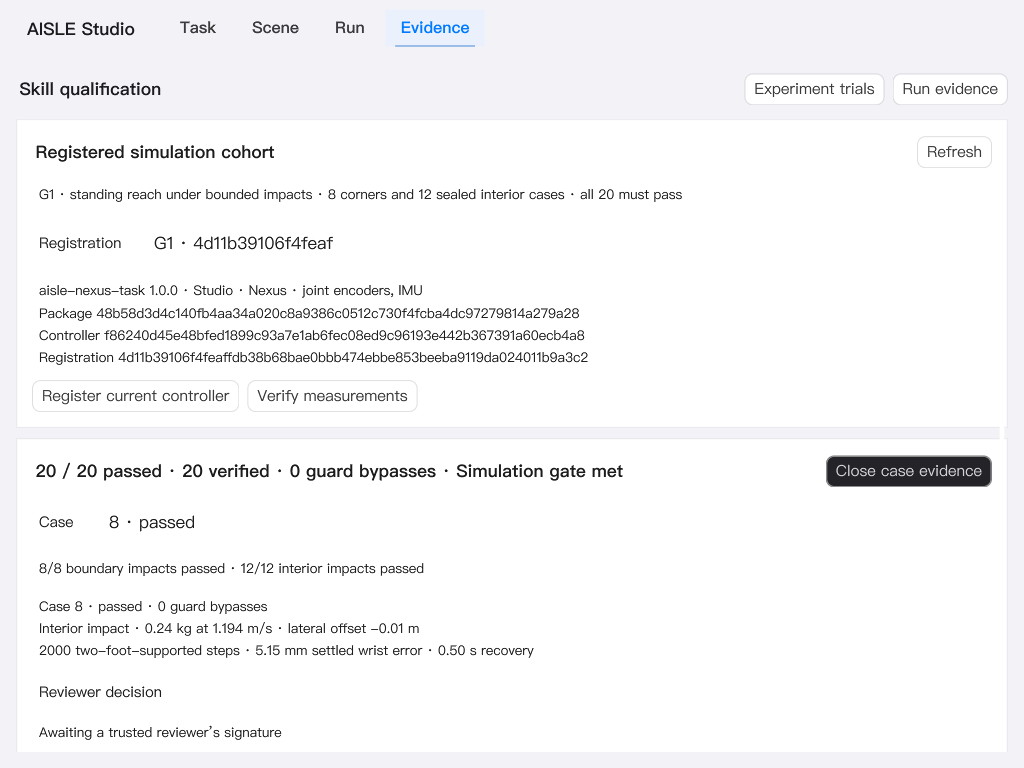 AISLE Studio Task Scene Run Evidence
Skill qualification Experiment trials Run evidence
Registered simulation cohort Refresh
G1 · standing reach under bounded impacts · 8 corners and 12 sealed interior cases · all 20 must pass
Registration G1 · 4d11b39106f4feaf
aisle-nexus-task 1.0.0 · Studio · Nexus · joint encoders, IMU
Package 48b58d3d4c140fb4aa34a020c8a9386c0512c730f4fcba4dc97279814a279a28
Controller f86240d45e48bfed1899c93a7e1ab6fec08ed9c96193e442b367391a60ecb4a8
Registration 4d11b39106f4feaffdb38b68bae0bbb474ebbe853beeba9119da024011b9a3c2
Register current controller Verify measurements
20 / 20 passed · 20 verified · 0 guard bypasses · Simulation gate met Close case evidence
Case 8 · passed
8/8 boundary impacts passed · 12/12 interior impacts passed
Case 8 · passed · 0 guard bypasses
Interior impact · 0.24 kg at 1.194 m/s · lateral offset -0.01 m
2000 two-foot-supported steps · 5.15 mm settled wrist error · 0.50 s recovery
Reviewer decision
Awaiting a trusted reviewer's signature